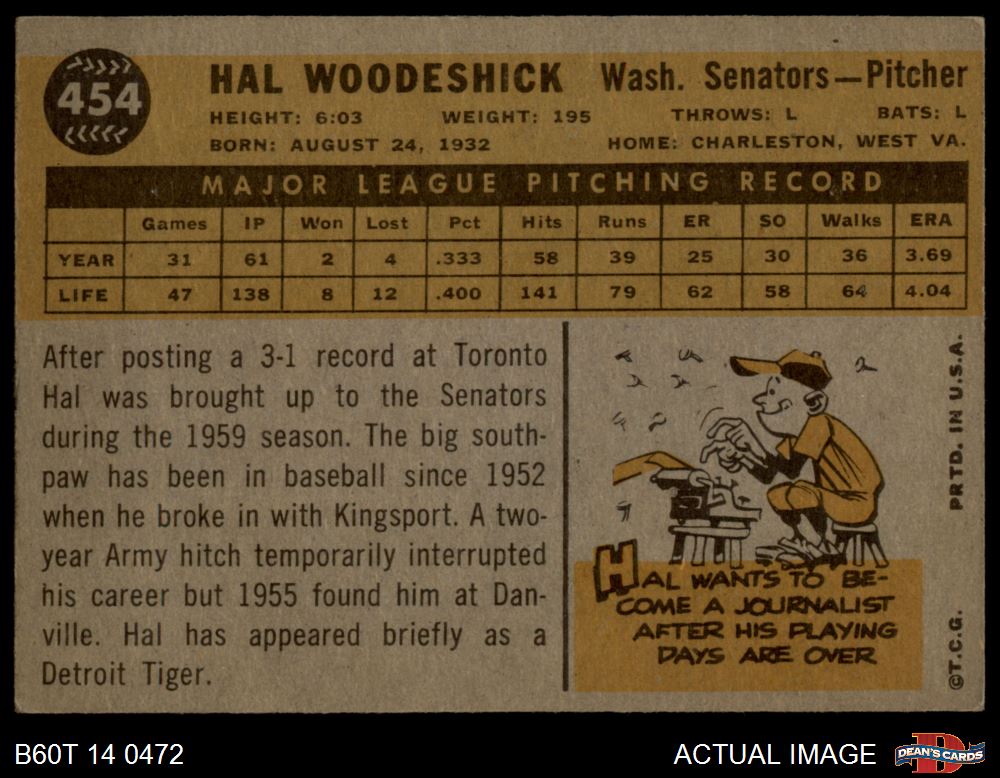 454
HAL WOODESHICK Wash. Senators—Pitcher
HEIGHT: 6:03 WEIGHT: 195 THROWS: L BATS: L
BORN: AUGUST 24, 1932 HOME: CHARLESTON, WEST VA.
MAJOR LEAGUE PITCHING RECORD
Games IP Won Lost Pct Hits Runs ER SO Walks ERA
YEAR 31 61 2 4 .333 58 39 25 30 36 3.69
LIFE 47 138 8 12 .400 141 79 62 58 64 4.04
After posting a 3-1 record at Toronto
Hal was brought up to the Senators
during the 1959 season. The big south-
paw has been in baseball since 1952
when he broke in with Kingsport. A two-
year Army hitch temporarily interrupted
his career but 1955 found him at Dan-
ville. Hal has appeared briefly as a
Detroit Tiger.
HAL WANTS TO BE-
COME A JOURNALIST
AFTER HIS PLAYING
DAYS ARE OVER
©T.C.G. PRTD. IN U.S.A.
B60T 14 0472
ACTUAL IMAGE
DEAN'S CARDS